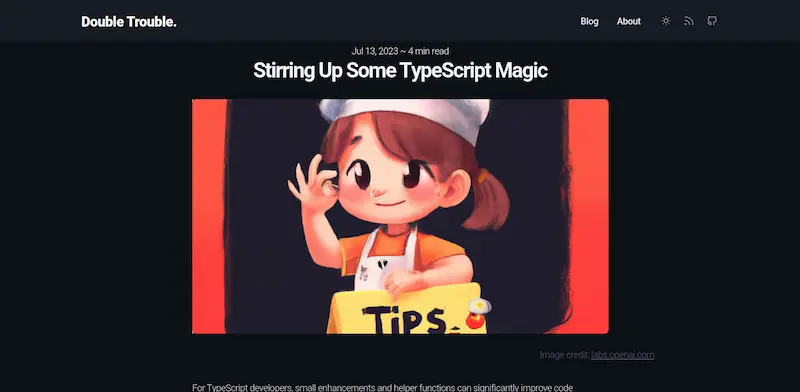 Double Trouble.
Blog About
Jul 13, 2023 ~ 4 min read
Stirring Up Some TypeScript Magic
TiPS.
Image credit: labs.openai.com
For TypeScript developers, small enhancements and helper functions can significantly improve code